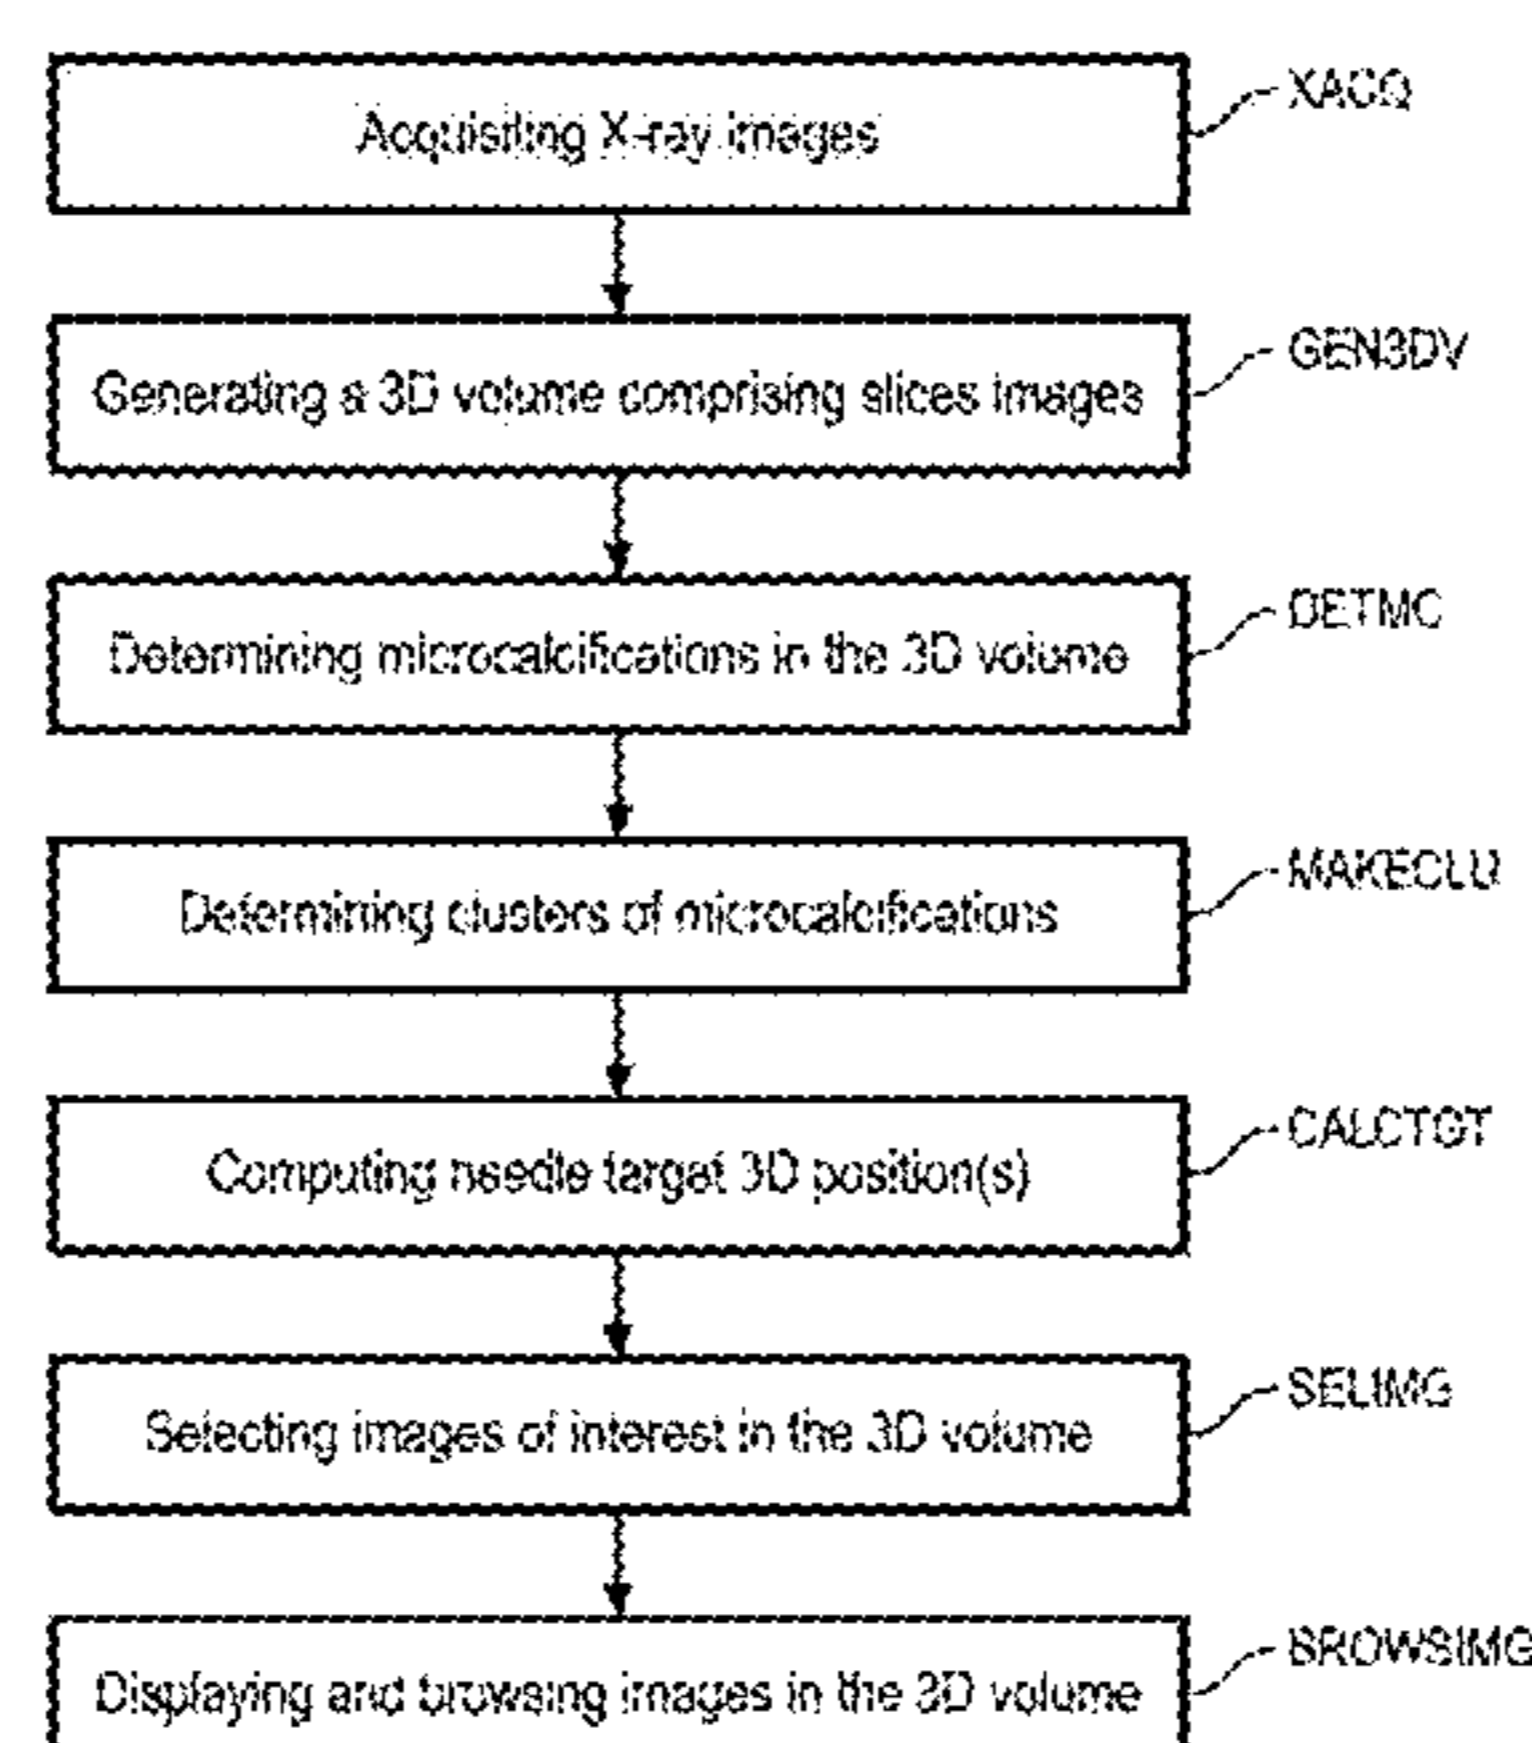 Acquisiting X-ray images
XACQ
Generating a 3D volume comprising slices images
GEN3DV
Determining microcalcifications in the 3D volume
DETMC
Determining clusters of microcalcifications
MAKECLU
Computing needle target 3D position(s)
CALCTGT
Selecting images of interest in the 3D volume
SELIMG
Displaying and browsing images in the 3D volume
BROWSIMG